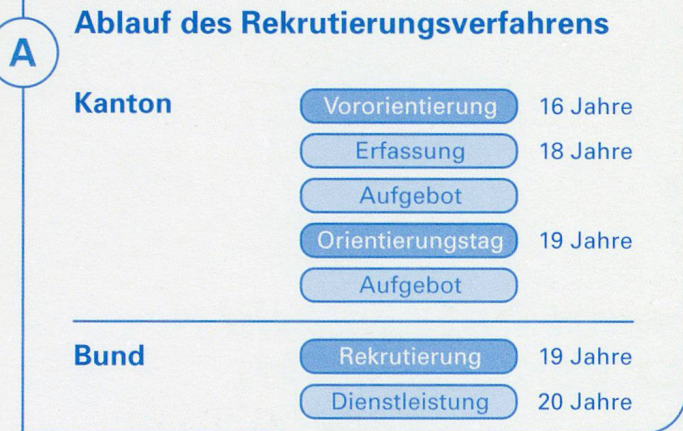 Ablauf des Rekrutierungsverfahrens
A
Kanton Vororientierung 16 Jahre
Erfassung 18 Jahre
Aufgebot
Orientierungstag 19 Jahre
Aufgebot
Bund Rekrutierung 19 Jahre
Dienstleistung 20 Jahre